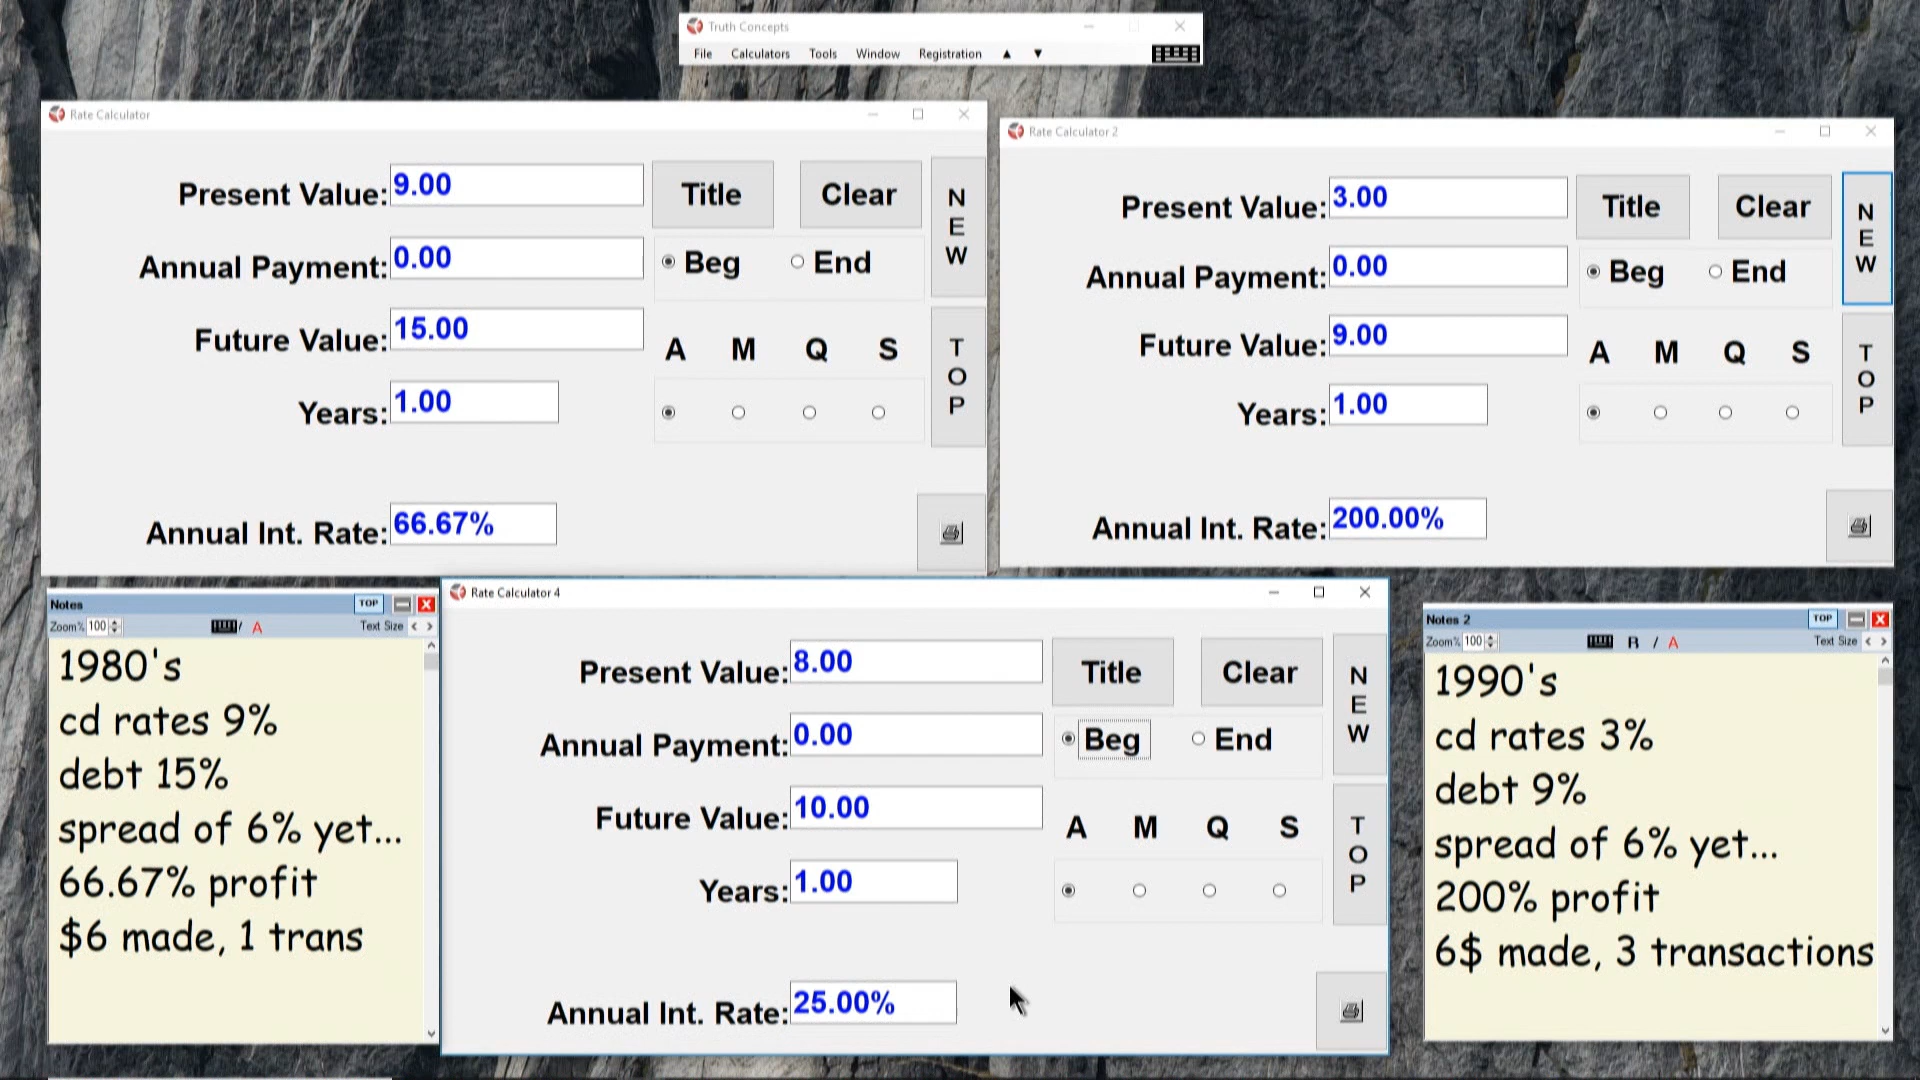 Truth Concepts
File Calculators Tools Window Registration ▲ ▼
Rate Calculator
Present Value: 9.00 Title Clear
Annual Payment: 0.00 Beg End
Future Value: 15.00 A M Q S
Years: 1.00
Annual Int. Rate: 66.67%
NEW
TOP
Rate Calculator 2
Present Value: 3.00 Title Clear
Annual Payment: 0.00 Beg End
Future Value: 9.00 A M Q S
Years: 1.00
Annual Int. Rate: 200.00%
NEW
TOP
Notes TOP X
Zoom% 100 / A Text Size < >
1980's
cd rates 9%
debt 15%
spread of 6% yet...
66.67% profit
$6 made, 1 trans
Rate Calculator 4
Present Value: 8.00 Title Clear
Annual Payment: 0.00 Beg End
Future Value: 10.00 A M Q S
Years: 1.00
Annual Int. Rate: 25.00%
NEW
TOP
Notes 2 TOP X
Zoom% 100 B / A Text Size < >
1990's
cd rates 3%
debt 9%
spread of 6% yet...
200% profit
6$ made, 3 transactions